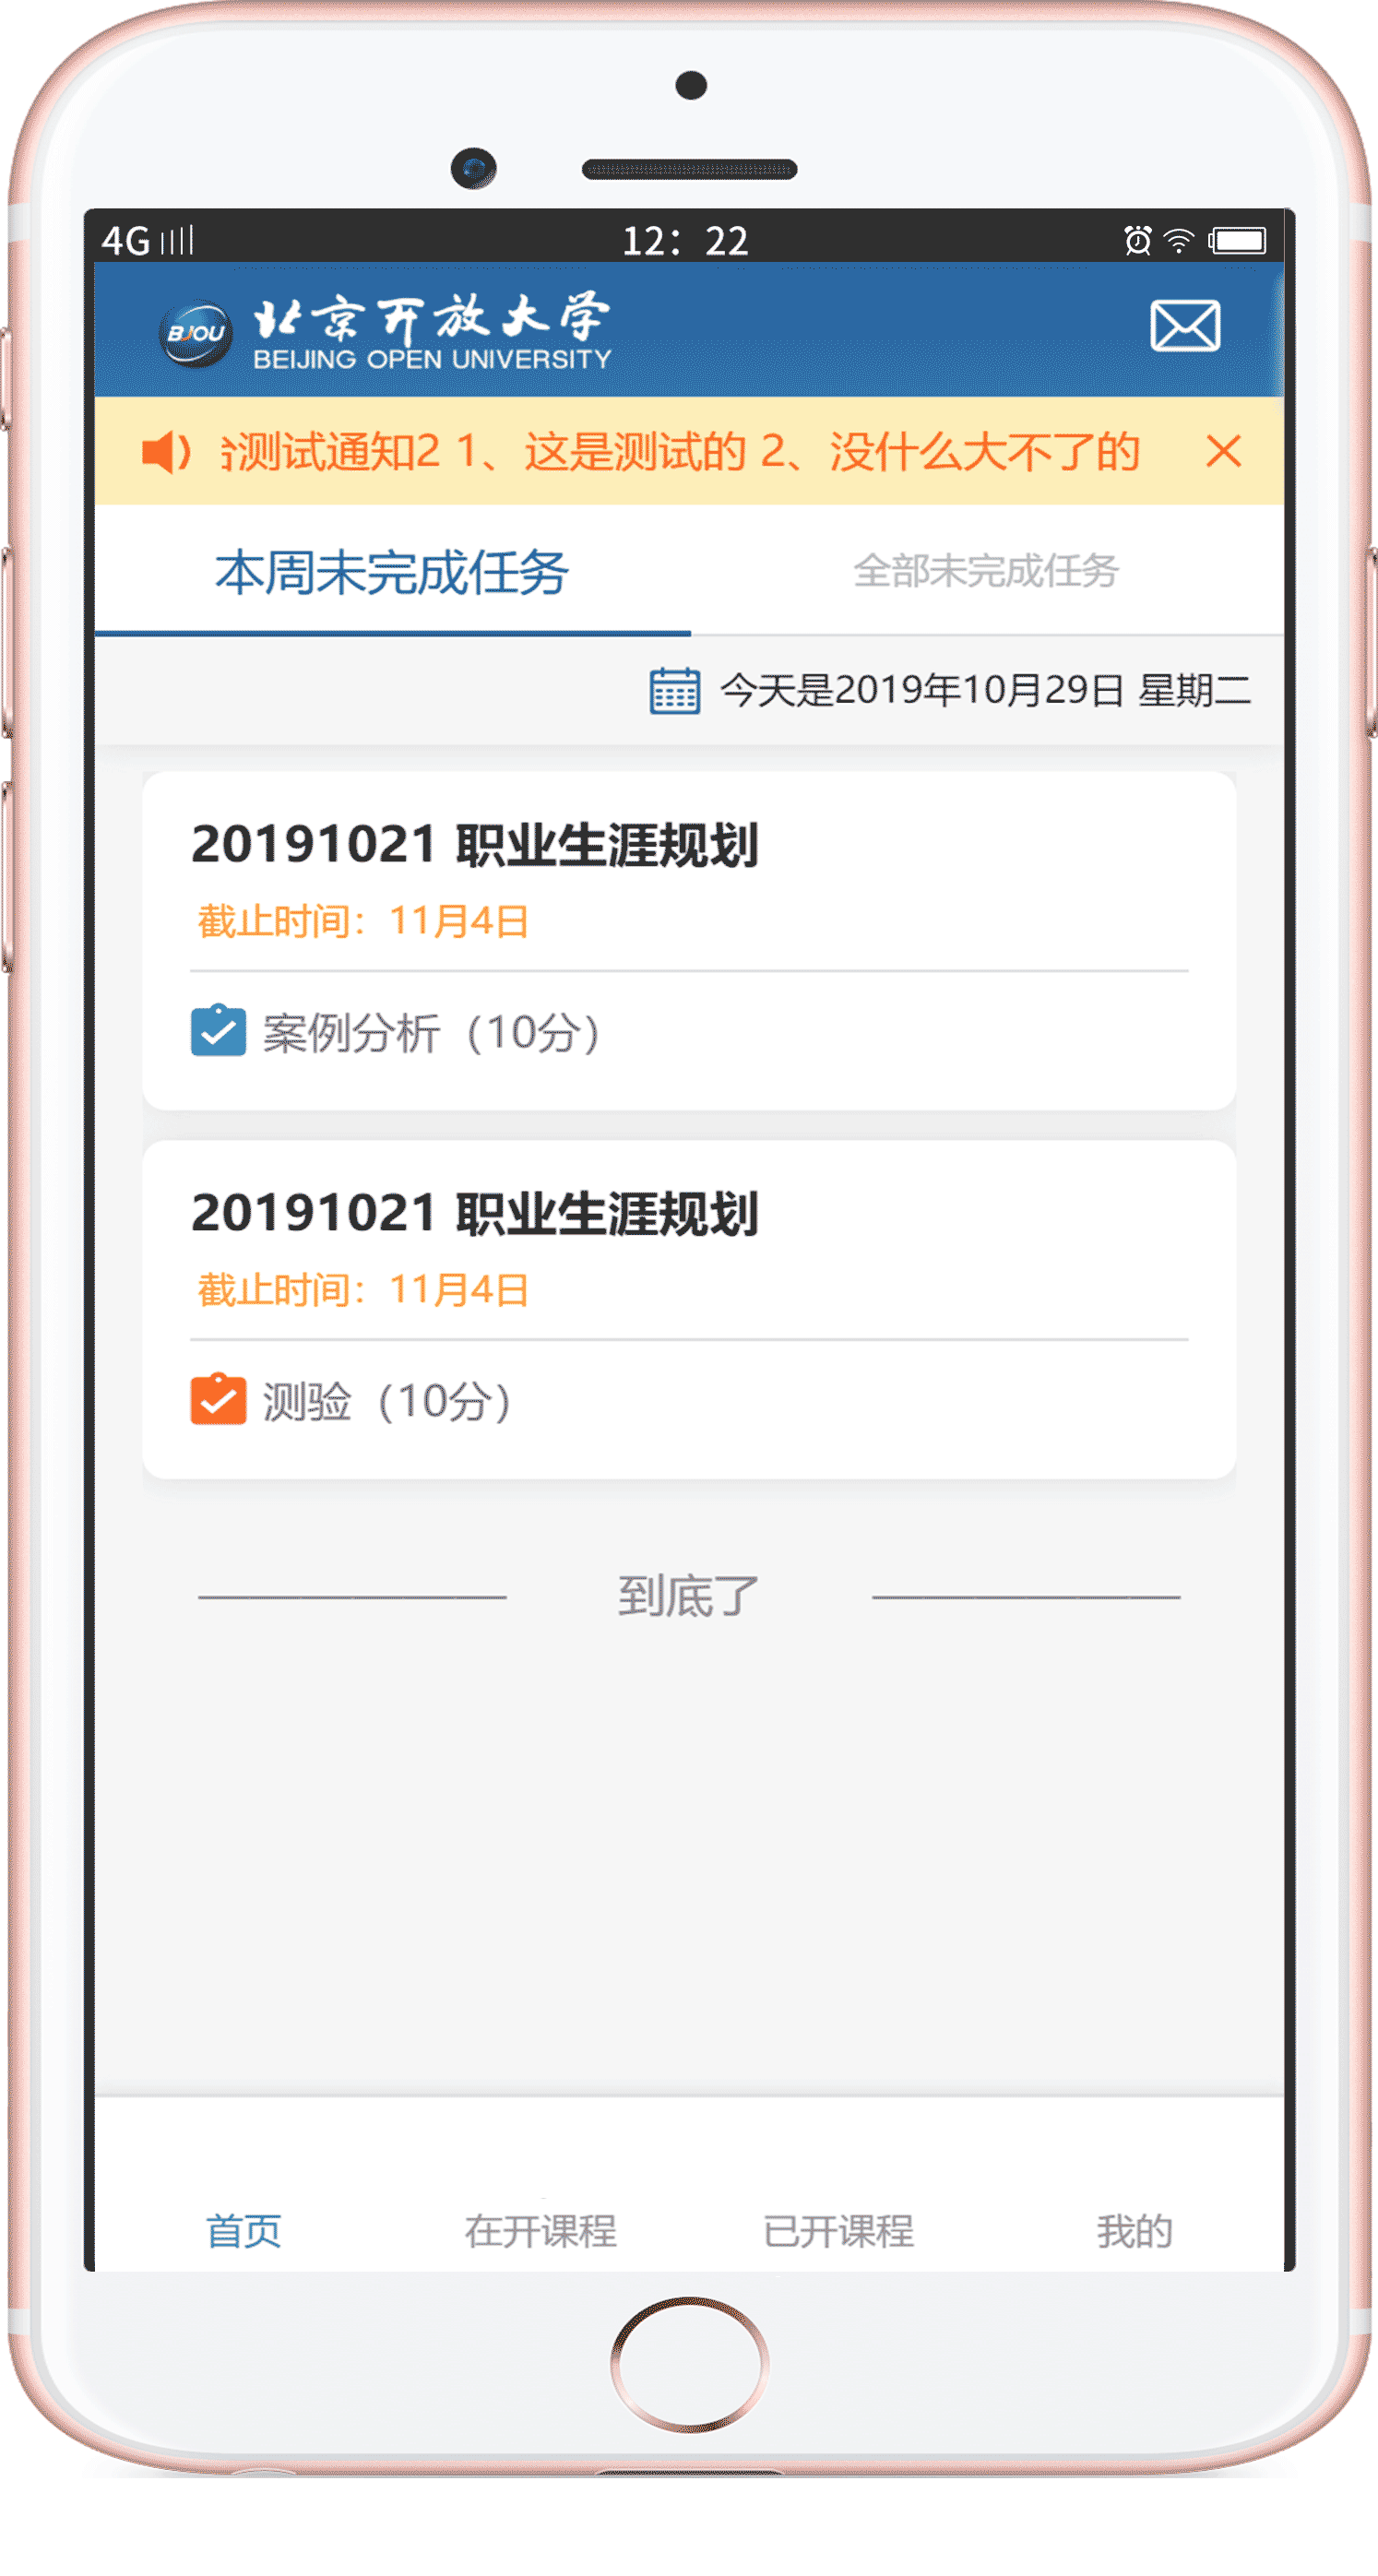 4G 12：22
BJOU 北京开放大学
BEIJING OPEN UNIVERSITY
测试通知2 1、这是测试的 2、没什么大不了的
本周未完成任务 全部未完成任务
今天是2019年10月29日 星期二
20191021 职业生涯规划
截止时间：11月4日
案例分析（10分）
20191021 职业生涯规划
截止时间：11月4日
测验（10分）
到底了
首页 在开课程 已开课程 我的